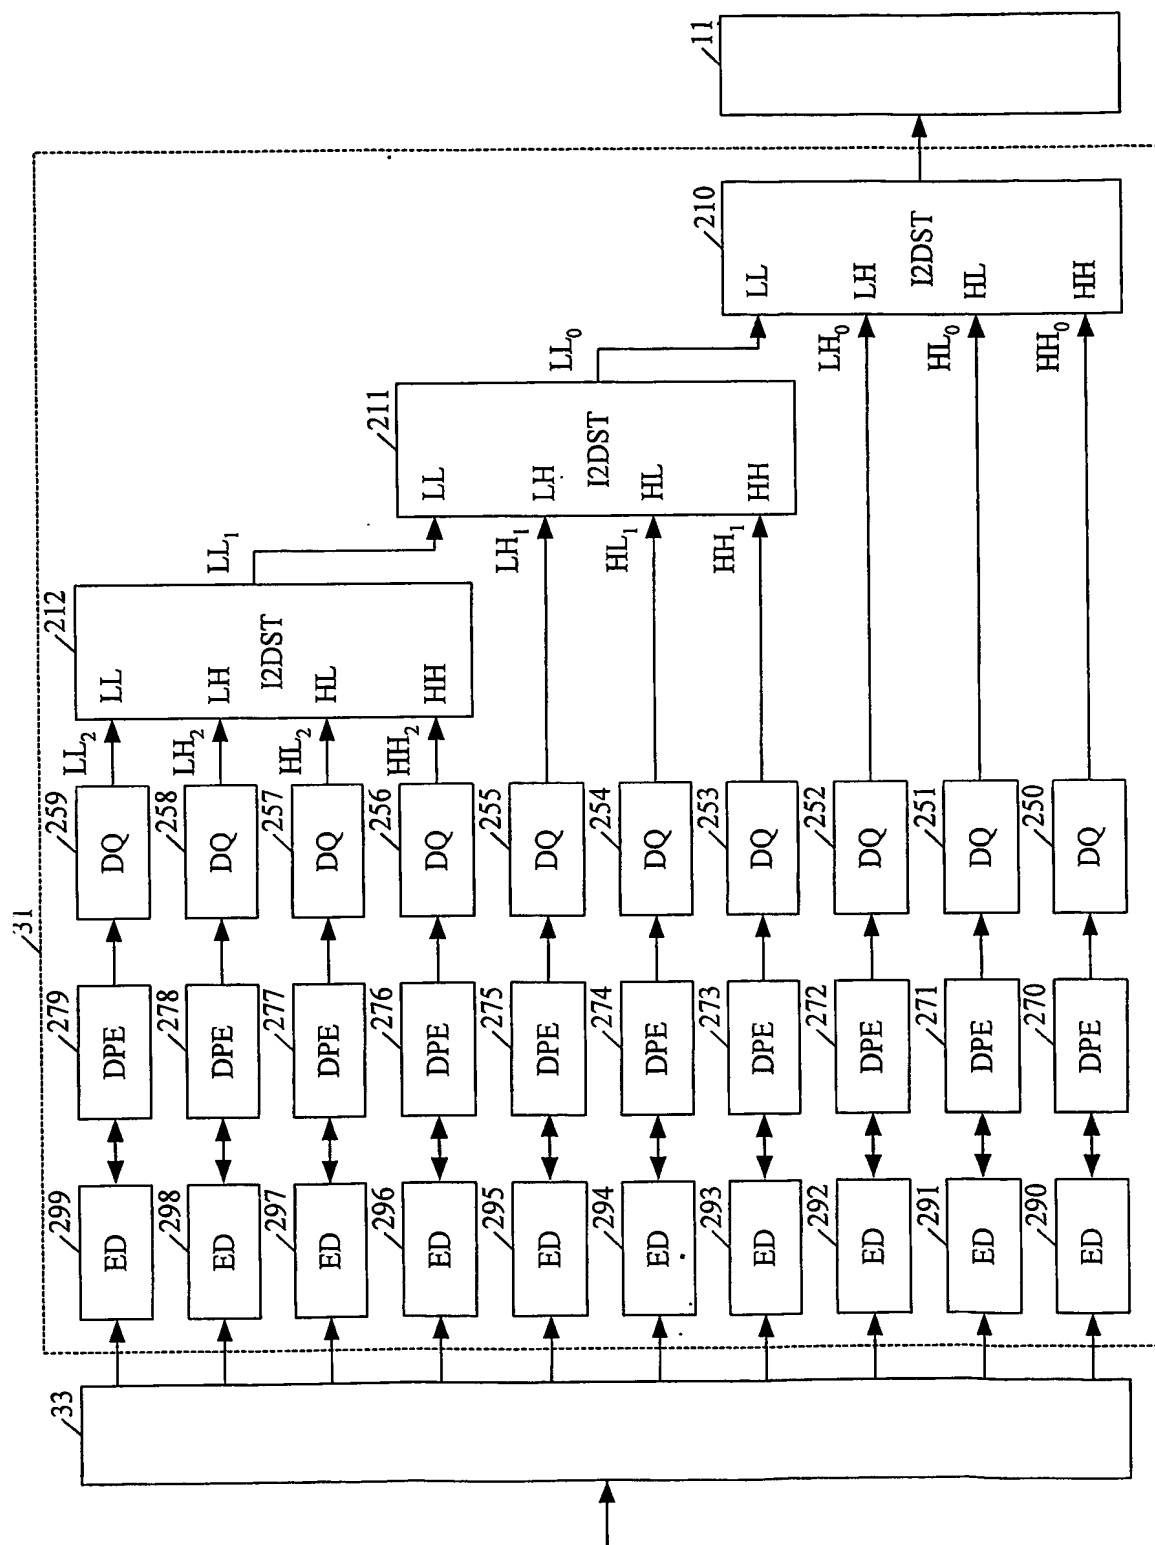 11
31
210
LL
LH
I2DST
HL
HH
LL₀
LH₀
HL₀
HH₀
211
LL
LH
I2DST
HL
HH
LL₁
LH₁
HL₁
HH₁
212
LL
LH
I2DST
HL
HH
LL₂
LH₂
HL₂
HH₂
259 258 257 256 255 254 253 252 251 250
DQ DQ DQ DQ DQ DQ DQ DQ DQ DQ
279 278 277 276 275 274 273 272 271 270
DPE DPE DPE DPE DPE DPE DPE DPE DPE DPE
299 298 297 296 295 294 293 292 291 290
ED ED ED ED ED ED ED ED ED ED
33